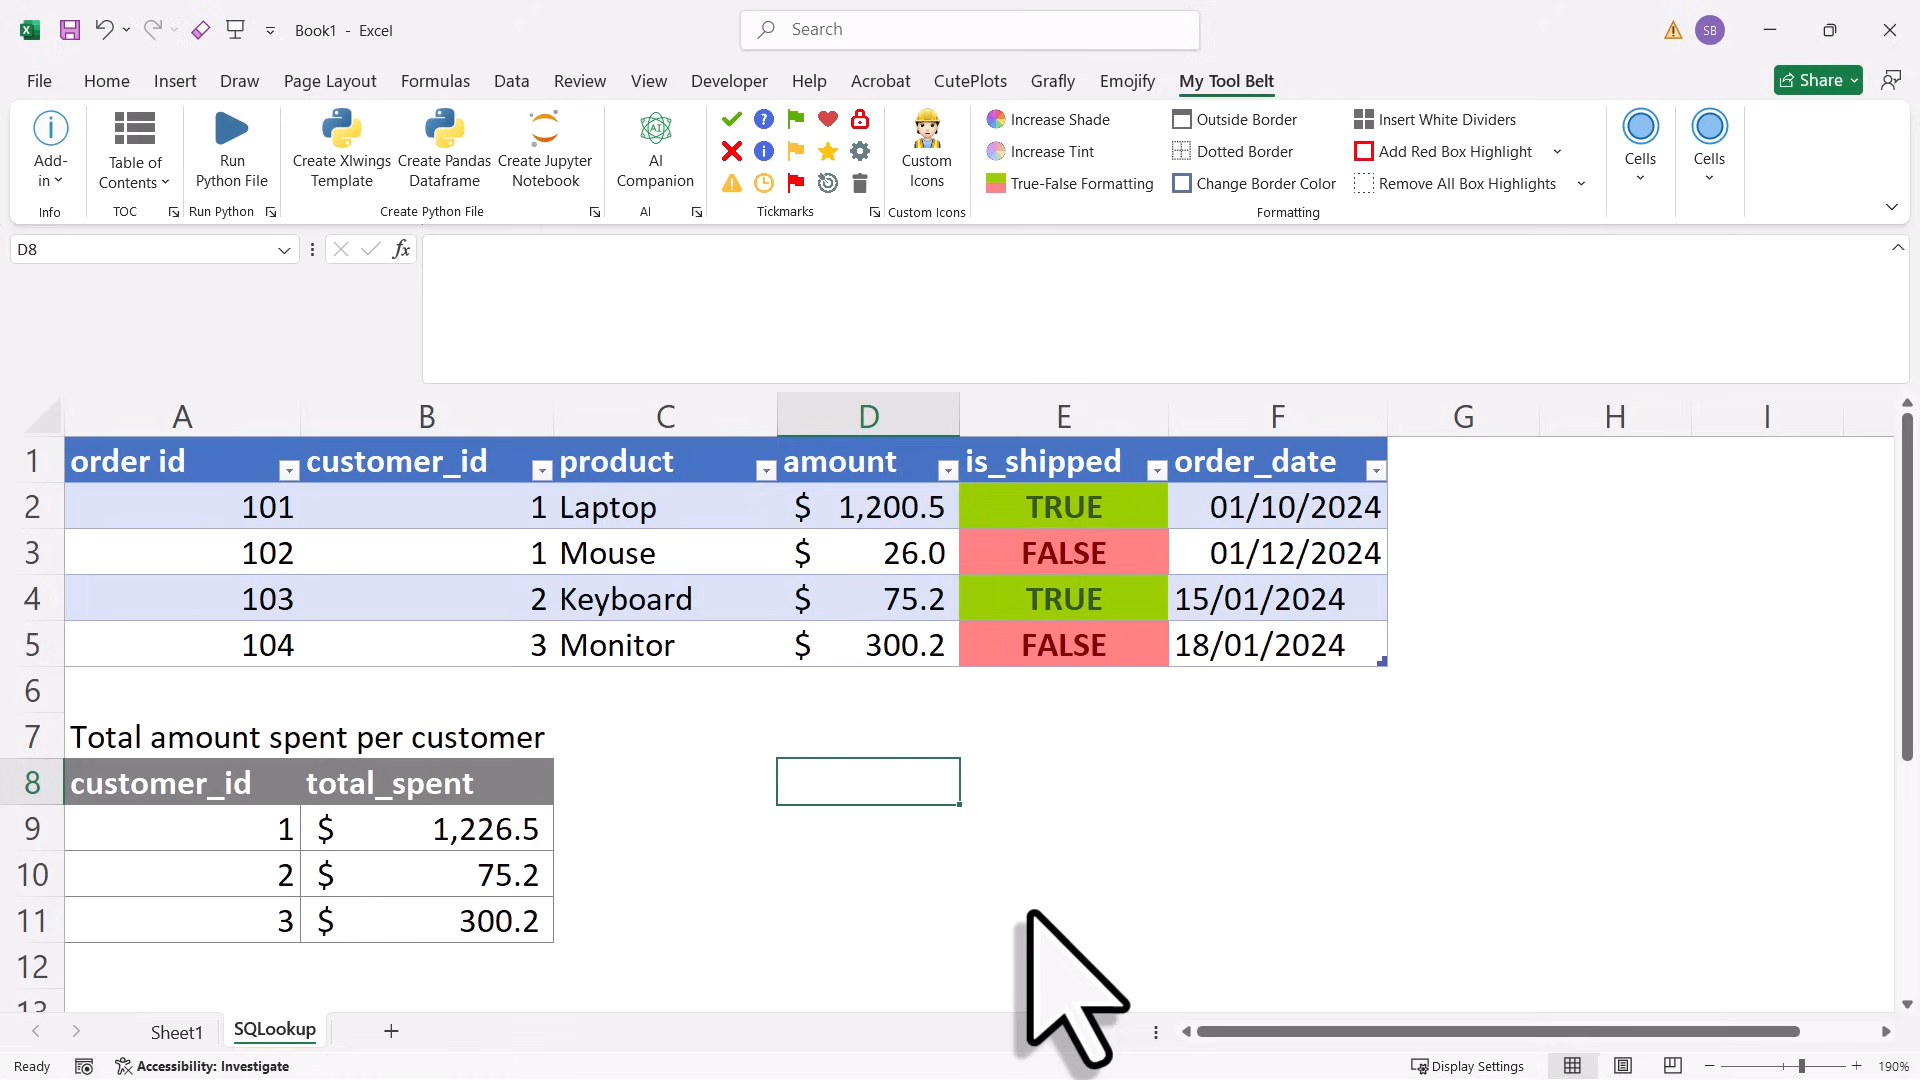 Book1 - Excel
Search
SB
File Home Insert Draw Page Layout Formulas Data Review View Developer Help Acrobat CutePlots Grafly Emojify My Tool Belt
Share
Add-
in
Info
Table of
Contents
TOC
Run
Python File
Run Python
Create Xlwings
Template
Create Pandas
Dataframe
Create Jupyter
Notebook
Create Python File
AI
AI
Companion
AI
Tickmarks
Custom
Icons
Custom Icons
Increase Shade
Increase Tint
True-False Formatting
Outside Border
Dotted Border
Change Border Color
Insert White Dividers
Add Red Box Highlight
Remove All Box Highlights
Formatting
Cells
Cells
D8
fx
A B C D E F G H I
1 order id customer_id product amount is_shipped order_date
2 101 1 Laptop $ 1,200.5 TRUE 01/10/2024
3 102 1 Mouse $ 26.0 FALSE 01/12/2024
4 103 2 Keyboard $ 75.2 TRUE 15/01/2024
5 104 3 Monitor $ 300.2 FALSE 18/01/2024
6
7 Total amount spent per customer
8 customer_id total_spent
9 1 $ 1,226.5
10 2 $ 75.2
11 3 $ 300.2
12
13
Sheet1 SQLookup
Ready Accessibility: Investigate Display Settings 190%